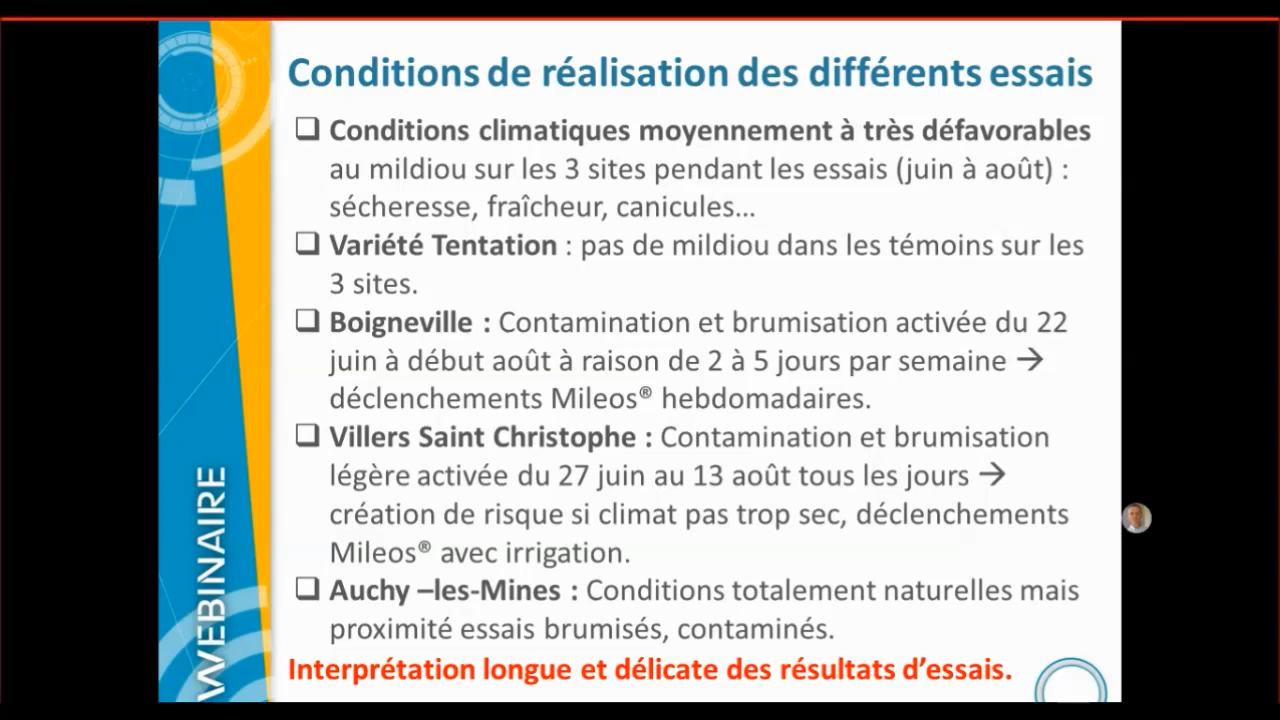 Conditions de réalisation des différents essais
❑ Conditions climatiques moyennement à très défavorables
au mildiou sur les 3 sites pendant les essais (juin à août) :
sécheresse, fraîcheur, canicules…
❑ Variété Tentation : pas de mildiou dans les témoins sur les
3 sites.
❑ Boigneville : Contamination et brumisation activée du 22
juin à début août à raison de 2 à 5 jours par semaine →
déclenchements Mileos® hebdomadaires.
❑ Villers Saint Christophe : Contamination et brumisation
légère activée du 27 juin au 13 août tous les jours →
création de risque si climat pas trop sec, déclenchements
Mileos® avec irrigation.
❑ Auchy –les-Mines : Conditions totalement naturelles mais
proximité essais brumisés, contaminés.
Interprétation longue et délicate des résultats d’essais.
WEBINAIRE